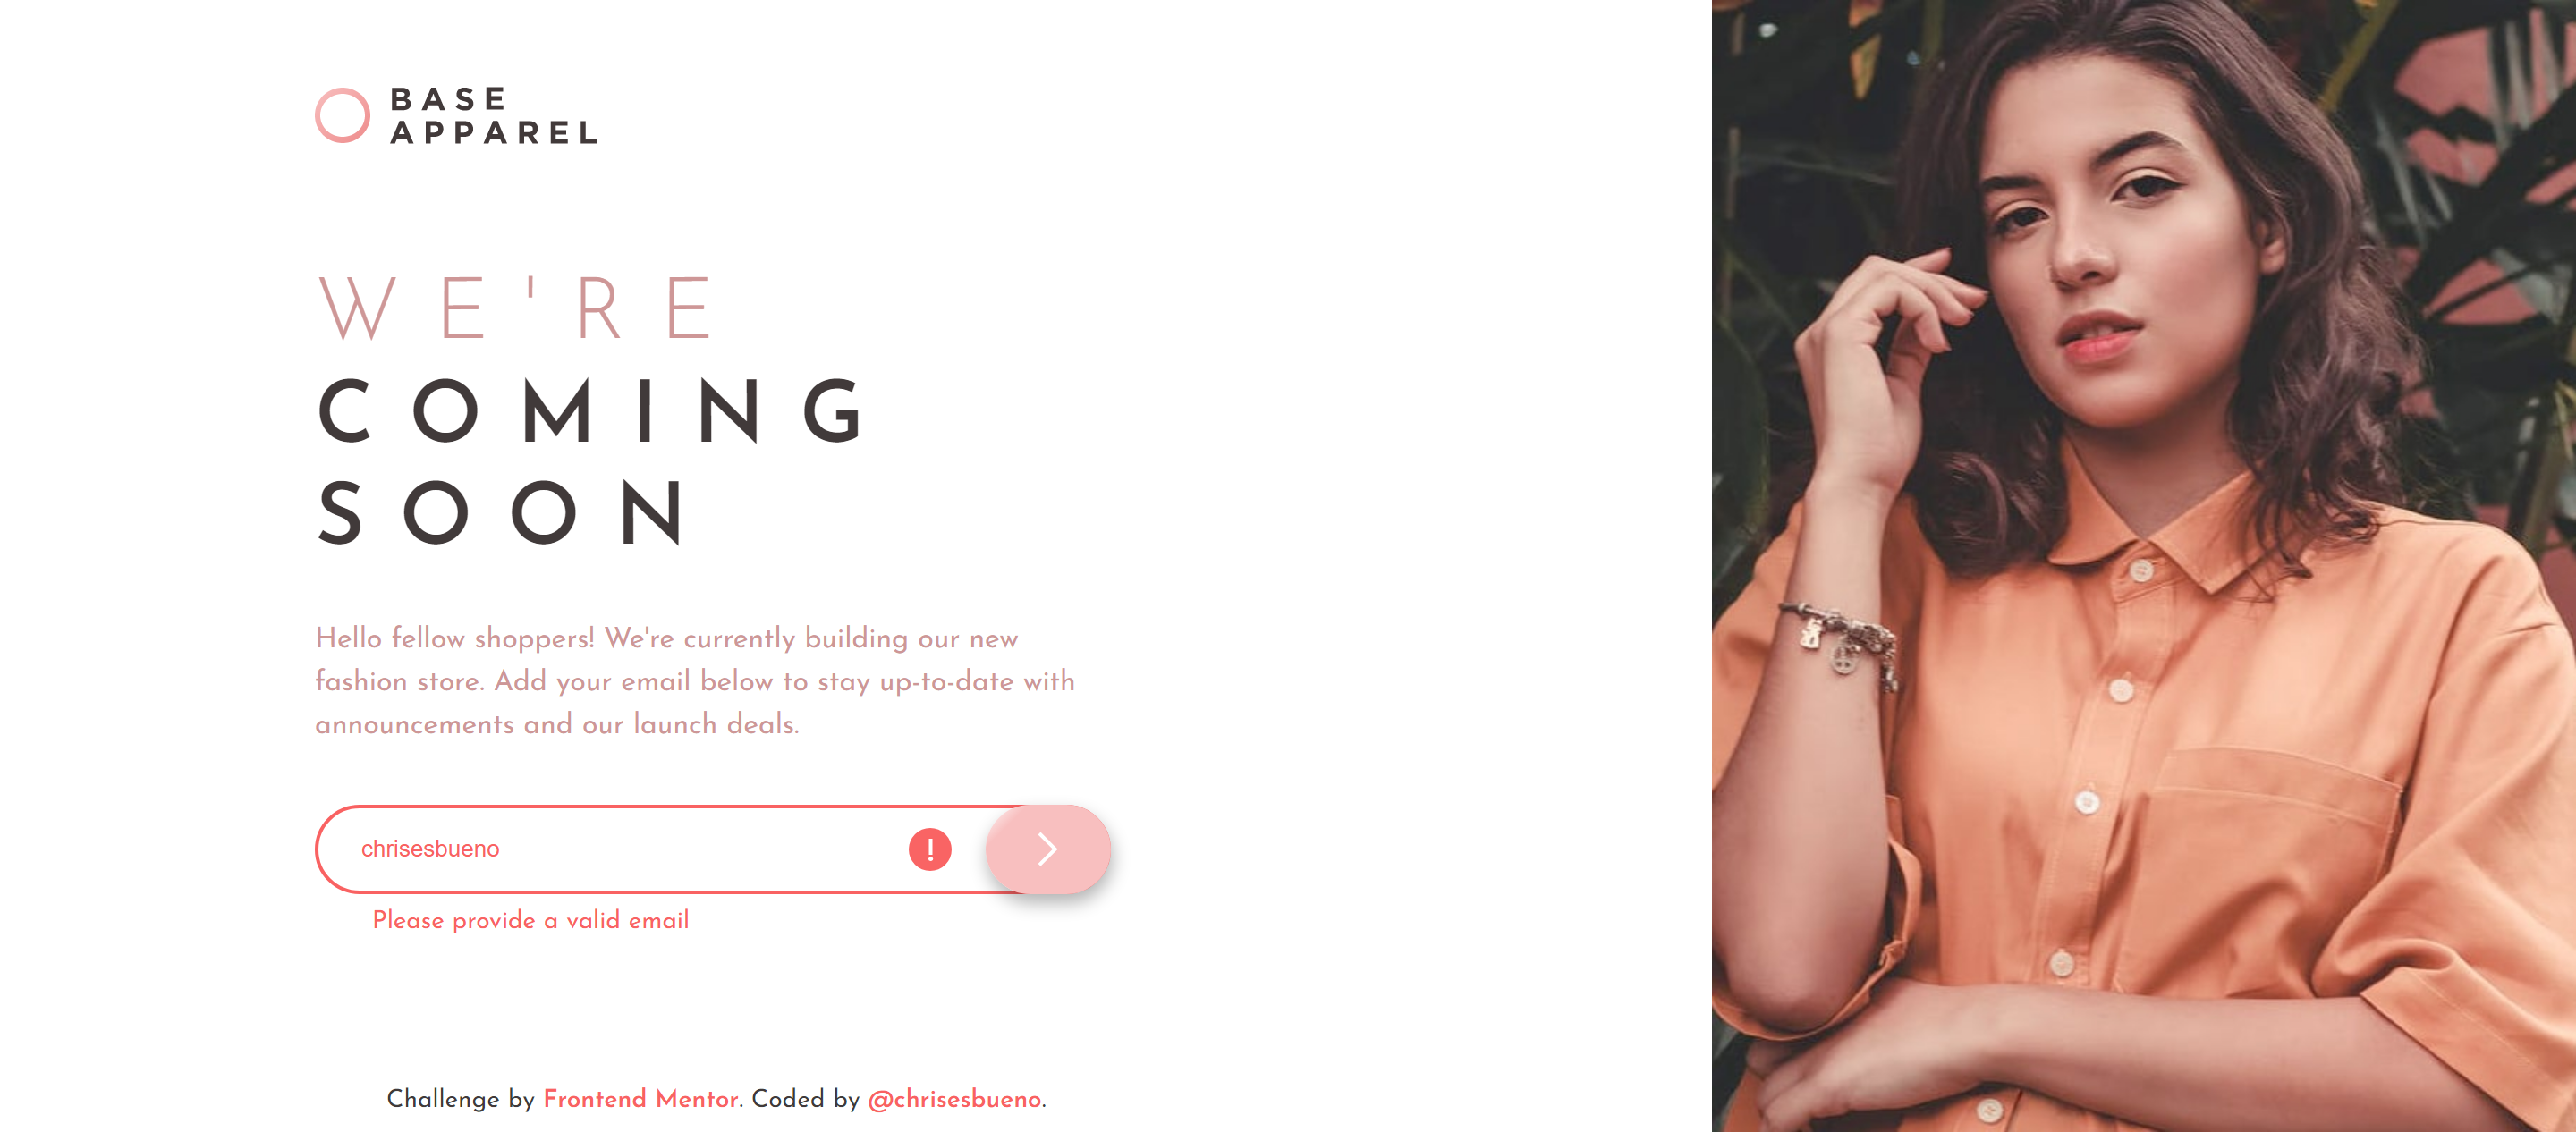 BASE
APPAREL
WE'RE
COMING
SOON
Hello fellow shoppers! We're currently building our new
fashion store. Add your email below to stay up-to-date with
announcements and our launch deals.
chrisesbueno
!
Please provide a valid email
Challenge by Frontend Mentor. Coded by @chrisesbueno.